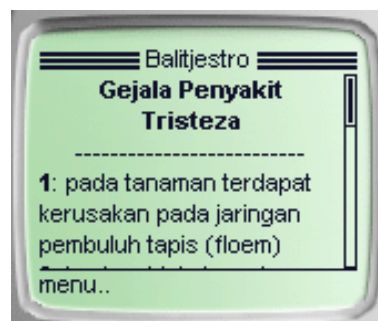 Balitjestro
Gejala Penyakit
Tristeza
-------------------------
1: pada tanaman terdapat
kerusakan pada jaringan
pembuluh tapis (floem)
menu..